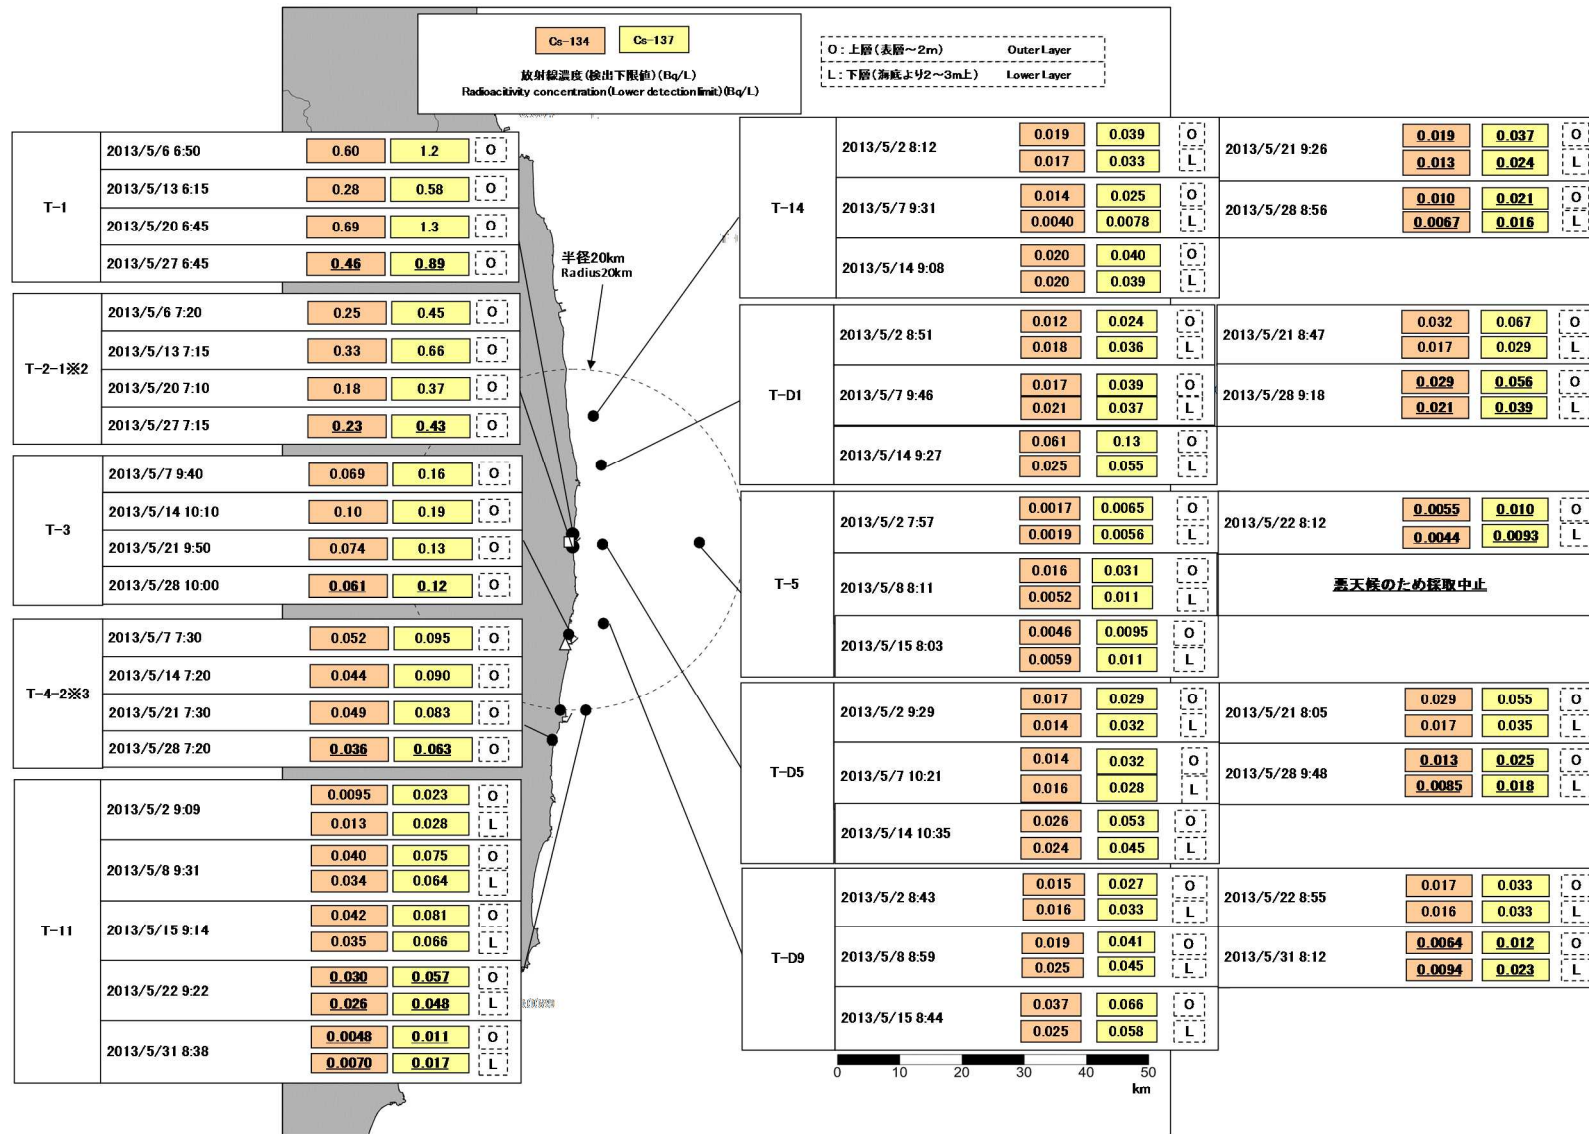 Cs-134 Cs-137
放射線濃度(検出下限値)(Bq/L)
Radioacitivity concentration(Lower detection limit)(Bq/L)
O : 上層(表層～2m) Outer Layer
L : 下層(海底より2～3m上) Lower Layer
半径20km
Radius20km
T-1
2013/5/6 6:50 0.60 1.2 O
2013/5/13 6:15 0.28 0.58 O
2013/5/20 6:45 0.69 1.3 O
2013/5/27 6:45 0.46 0.89 O
T-2-1※2
2013/5/6 7:20 0.25 0.45 O
2013/5/13 7:15 0.33 0.66 O
2013/5/20 7:10 0.18 0.37 O
2013/5/27 7:15 0.23 0.43 O
T-3
2013/5/7 9:40 0.069 0.16 O
2013/5/14 10:10 0.10 0.19 O
2013/5/21 9:50 0.074 0.13 O
2013/5/28 10:00 0.061 0.12 O
T-4-2※3
2013/5/7 7:30 0.052 0.095 O
2013/5/14 7:20 0.044 0.090 O
2013/5/21 7:30 0.049 0.083 O
2013/5/28 7:20 0.036 0.063 O
T-11
2013/5/2 9:09 0.0095 0.023 O
0.013 0.028 L
2013/5/8 9:31 0.040 0.075 O
0.034 0.064 L
2013/5/15 9:14 0.042 0.081 O
0.035 0.066 L
2013/5/22 9:22 0.030 0.057 O
0.026 0.048 L
2013/5/31 8:38 0.0048 0.011 O
0.0070 0.017 L
T-14
2013/5/2 8:12 0.019 0.039 O
0.017 0.033 L
2013/5/7 9:31 0.014 0.025 O
0.0040 0.0078 L
2013/5/14 9:08 0.020 0.040 O
0.020 0.039 L
2013/5/21 9:26 0.019 0.037 O
0.013 0.024 L
2013/5/28 8:56 0.010 0.021 O
0.0067 0.016 L
T-D1
2013/5/2 8:51 0.012 0.024 O
0.018 0.036 L
2013/5/7 9:46 0.017 0.039 O
0.021 0.037 L
2013/5/14 9:27 0.061 0.13 O
0.025 0.055 L
2013/5/21 8:47 0.032 0.067 O
0.017 0.029 L
2013/5/28 9:18 0.029 0.056 O
0.021 0.039 L
T-5
2013/5/2 7:57 0.0017 0.0065 O
0.0019 0.0056 L
2013/5/8 8:11 0.016 0.031 O
0.0052 0.011 L
2013/5/15 8:03 0.0046 0.0095 O
0.0059 0.011 L
2013/5/22 8:12 0.0055 0.010 O
0.0044 0.0093 L
悪天候のため採取中止
T-D5
2013/5/2 9:29 0.017 0.029 O
0.014 0.032 L
2013/5/7 10:21 0.014 0.032 O
0.016 0.028 L
2013/5/14 10:35 0.026 0.053 O
0.024 0.045 L
2013/5/21 8:05 0.029 0.055 O
0.017 0.035 L
2013/5/28 9:48 0.013 0.025 O
0.0085 0.018 L
T-D9
2013/5/2 8:43 0.015 0.027 O
0.016 0.033 L
2013/5/8 8:59 0.019 0.041 O
0.025 0.045 L
2013/5/15 8:44 0.037 0.066 O
0.025 0.058 L
2013/5/22 8:55 0.017 0.033 O
0.016 0.033 L
2013/5/31 8:12 0.0064 0.012 O
0.0094 0.023 L
0 10 20 30 40 50
km